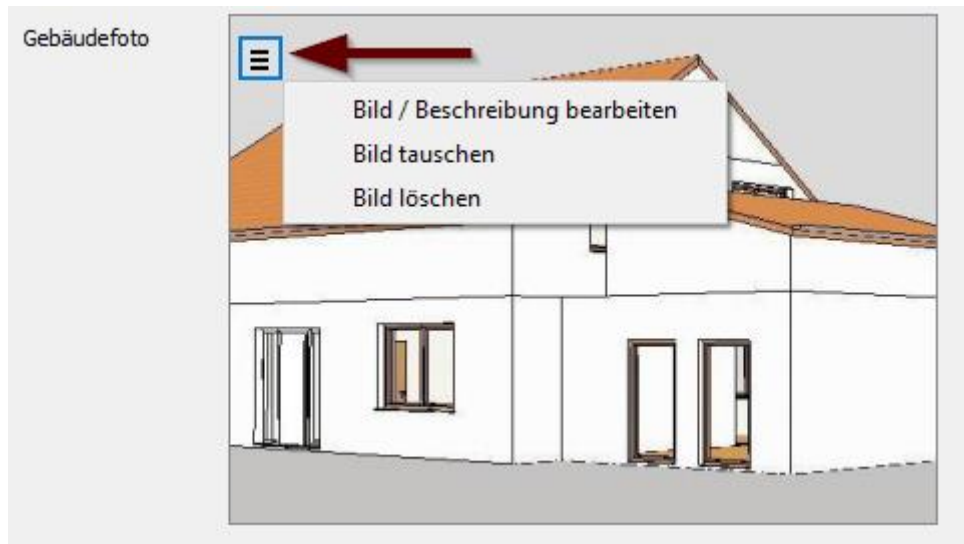 Gebäudefoto
Bild / Beschreibung bearbeiten
Bild tauschen
Bild löschen